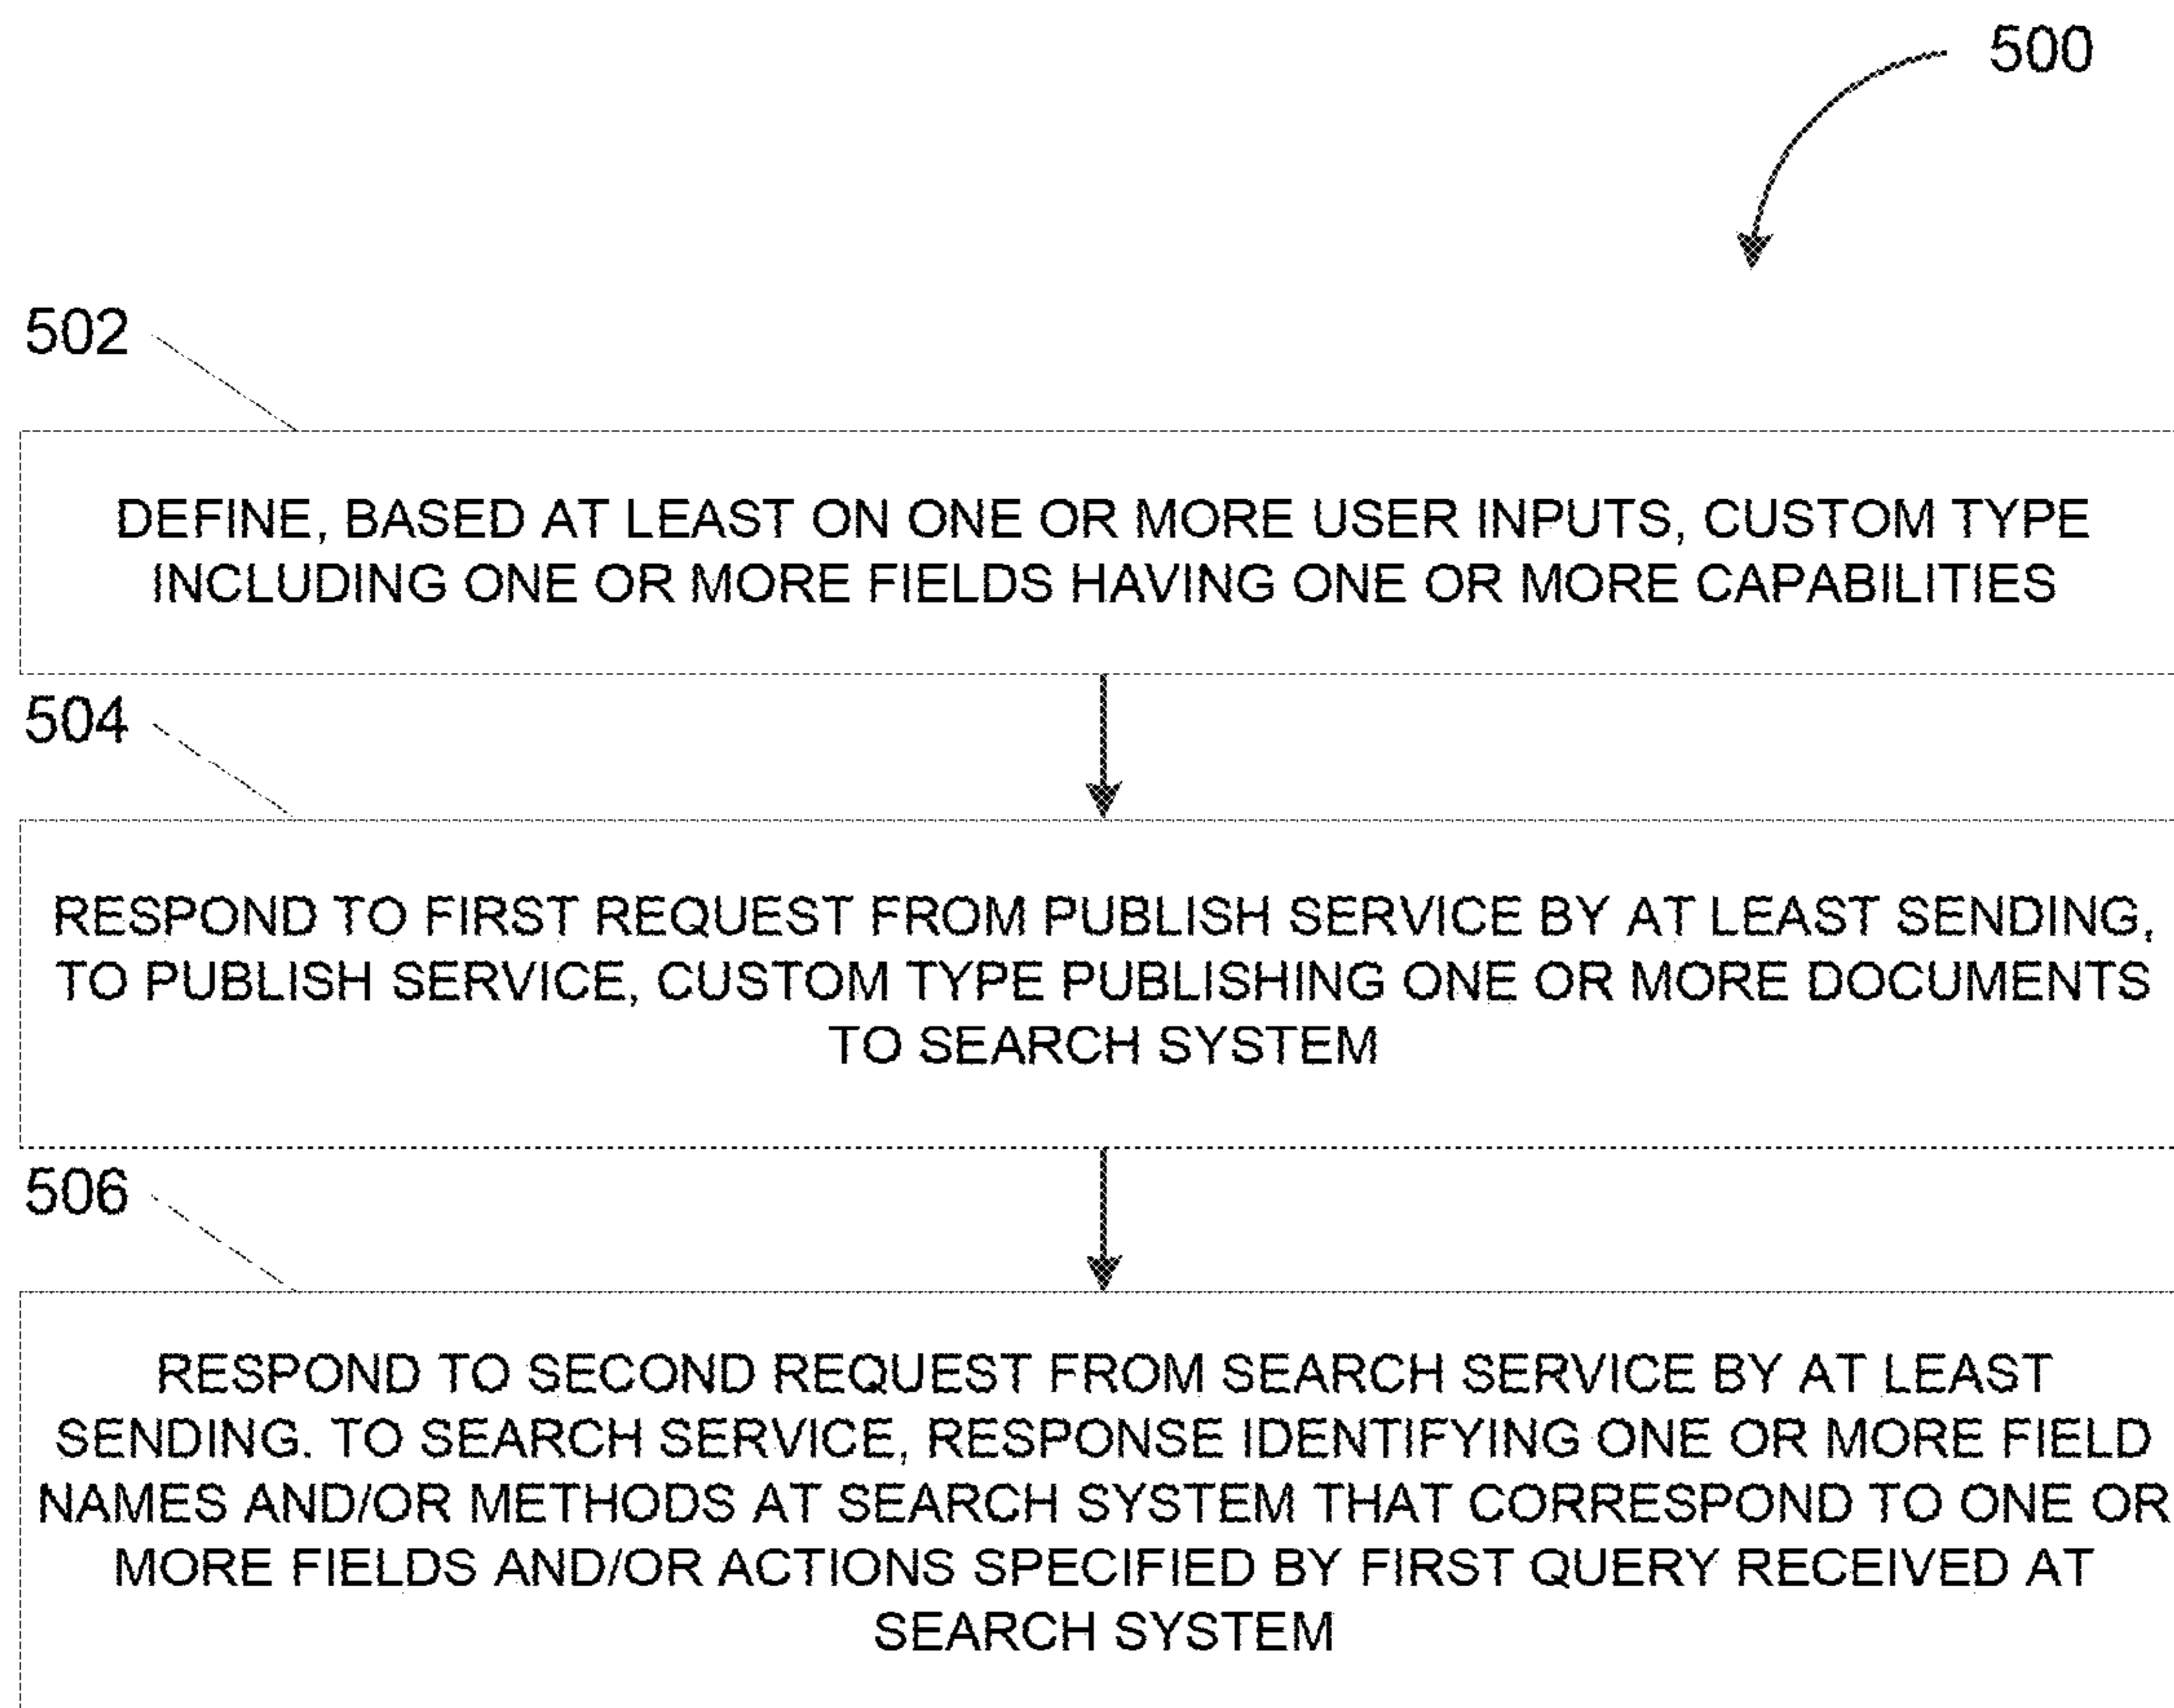 500
502
DEFINE, BASED AT LEAST ON ONE OR MORE USER INPUTS, CUSTOM TYPE
INCLUDING ONE OR MORE FIELDS HAVING ONE OR MORE CAPABILITIES
504
RESPOND TO FIRST REQUEST FROM PUBLISH SERVICE BY AT LEAST SENDING,
TO PUBLISH SERVICE, CUSTOM TYPE PUBLISHING ONE OR MORE DOCUMENTS
TO SEARCH SYSTEM
506
RESPOND TO SECOND REQUEST FROM SEARCH SERVICE BY AT LEAST
SENDING. TO SEARCH SERVICE, RESPONSE IDENTIFYING ONE OR MORE FIELD
NAMES AND/OR METHODS AT SEARCH SYSTEM THAT CORRESPOND TO ONE OR
MORE FIELDS AND/OR ACTIONS SPECIFIED BY FIRST QUERY RECEIVED AT
SEARCH SYSTEM